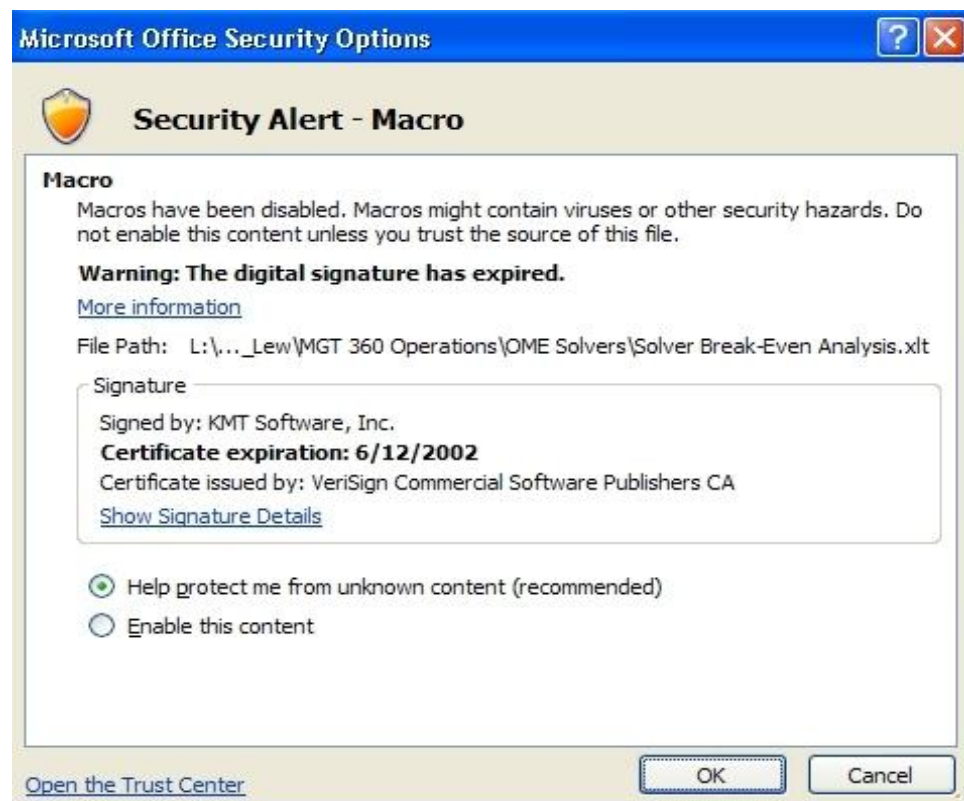 Microsoft Office Security Options
Security Alert - Macro
Macro
Macros have been disabled. Macros might contain viruses or other security hazards. Do
not enable this content unless you trust the source of this file.
Warning: The digital signature has expired.
More information
File Path: L:\..._Lew\MGT 360 Operations\OME Solvers\Solver Break-Even Analysis.xlt
Signature
Signed by: KMT Software, Inc.
Certificate expiration: 6/12/2002
Certificate issued by: VeriSign Commercial Software Publishers CA
Show Signature Details
Help protect me from unknown content (recommended)
Enable this content
Open the Trust Center
OK
Cancel